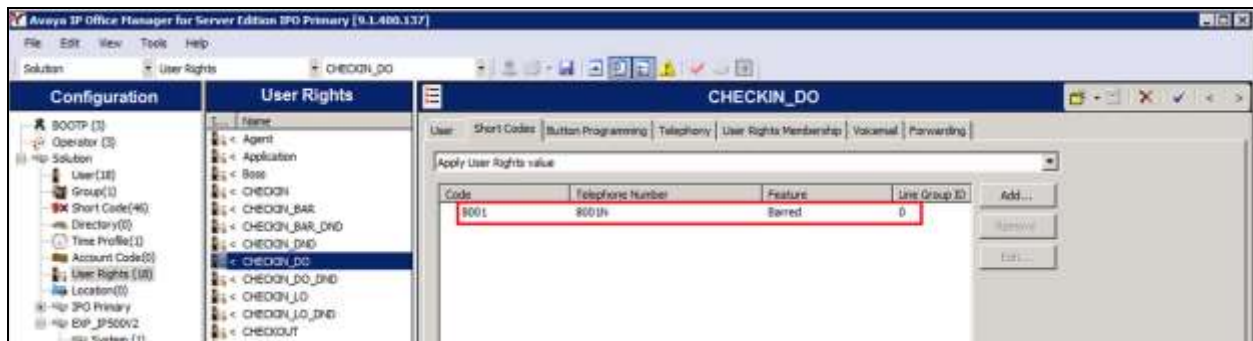 Avaya IP Office Manager for Server Edition IPO Primary [9.1.400.137]
File Edit View Tools Help
Solution User Rights CHECKIN_DO
Configuration
BOOTP (3)
Operator (3)
Solution
User(18)
Group(1)
Short Code(46)
Directory(0)
Time Profile(1)
Account Code(0)
User Rights (18)
Location(0)
IPO Primary
EXP_IP500V2
System (1)
User Rights
Name
Agent
Application
Boss
CHECKIN
CHECKIN_BAR
CHECKIN_BAR_DND
CHECKIN_DND
CHECKIN_DO
CHECKIN_DO_DND
CHECKIN_LO
CHECKIN_LO_DND
CHECKOUT
CHECKIN_DO
User Short Codes Button Programming Telephony User Rights Membership Voicemail Forwarding
Apply User Rights value
Code Telephone Number Feature Line Group ID
8001N Barred 0
Add...
Remove
Edit...